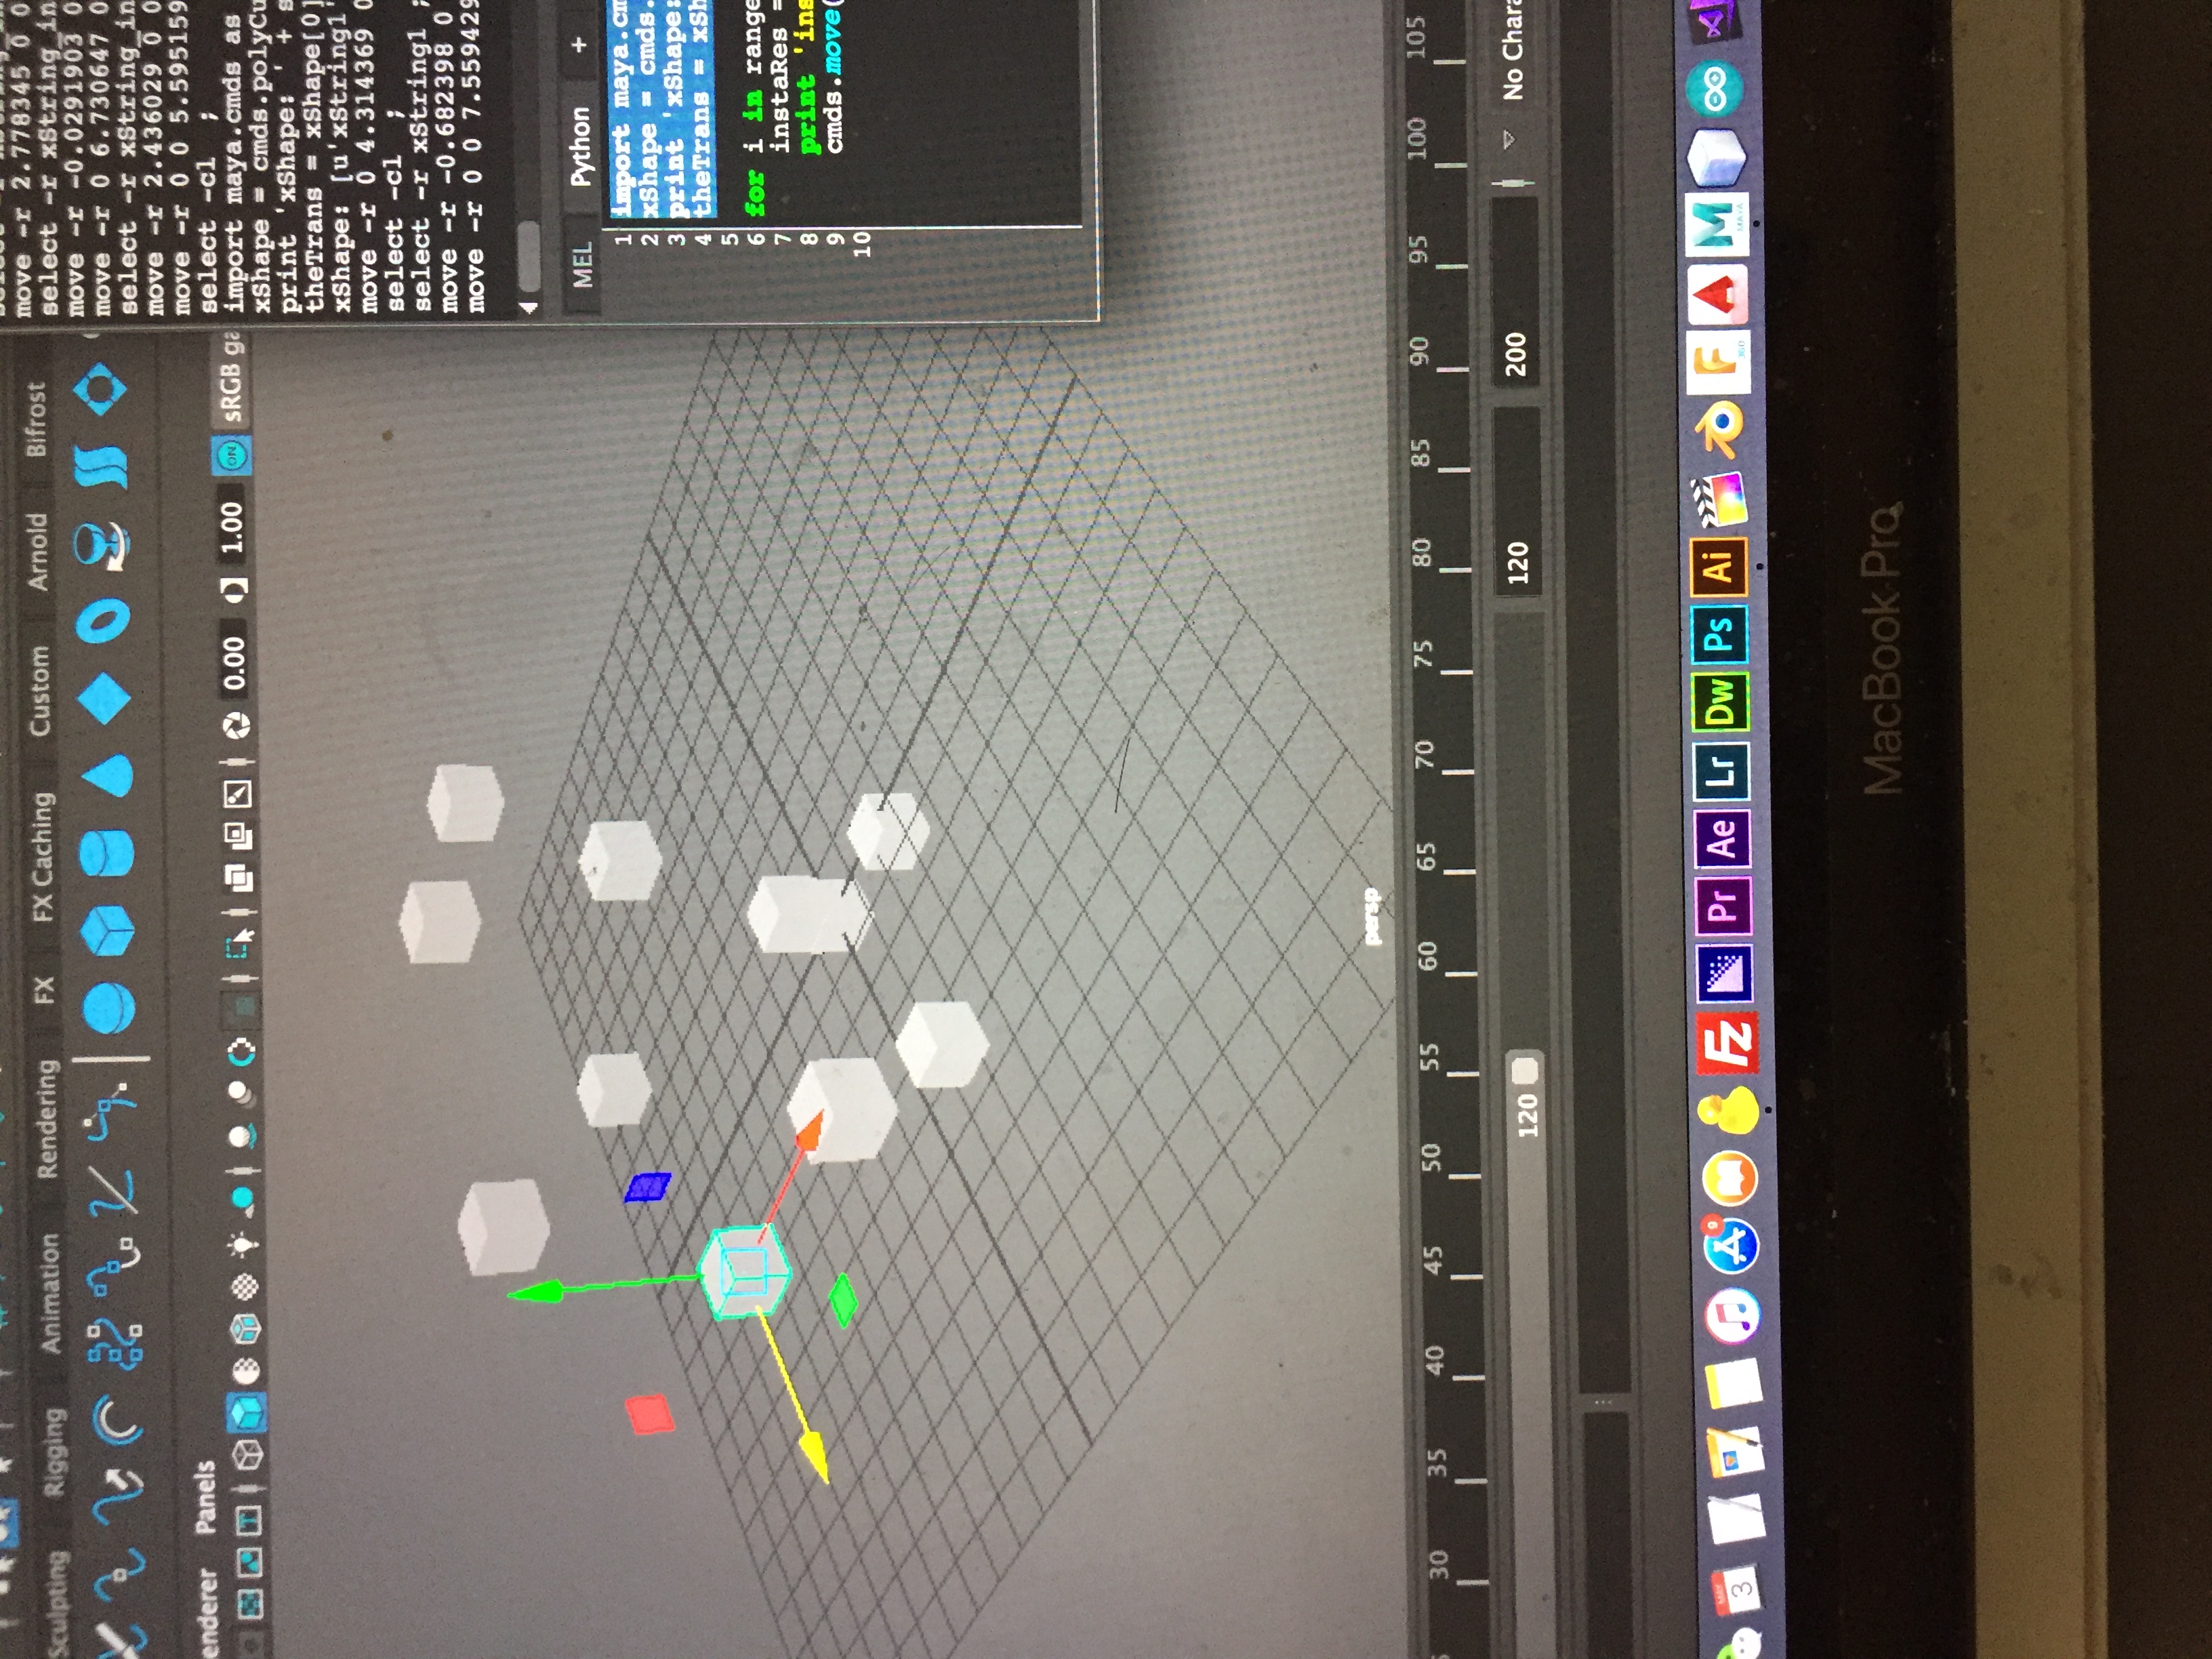 Sculpting Rigging Animation Rendering FX FX Caching Custom Arnold Bifrost
enderer Panels
0.00 1.00 ON sRGB ga
move -r 2.778345 0 0
select -r xString_in
move -r -0.0291903 0
move -r 0 6.730647 0
select -r xString_in
move -r 2.436029 0 0
move -r 0 0 5.595159
select -cl ;
import maya.cmds as
xShape = cmds.polyCu
print 'xShape: ' + s
theTrans = xShape[0]
xShape: [u'xString1'
move -r 0 4.314369 0
select -cl ;
select -r xString1 ;
move -r -0.682398 0
move -r 0 0 7.559429
MEL Python +
1 import maya.cm
2 xShape = cmds.
3 print 'xShape:
4 theTrans = xSh
5
6 for i in range
7 instaRes =
8 print 'ins
9 cmds.move(
10
persp
30 35 40 45 50 55 60 65 70 75 80 85 90 95 100 105
120 120 200 No Chara
MAY 3 9 Fz Pr Ae Lr Dw Ps Ai F 360 A M MAYA
MacBook Pro